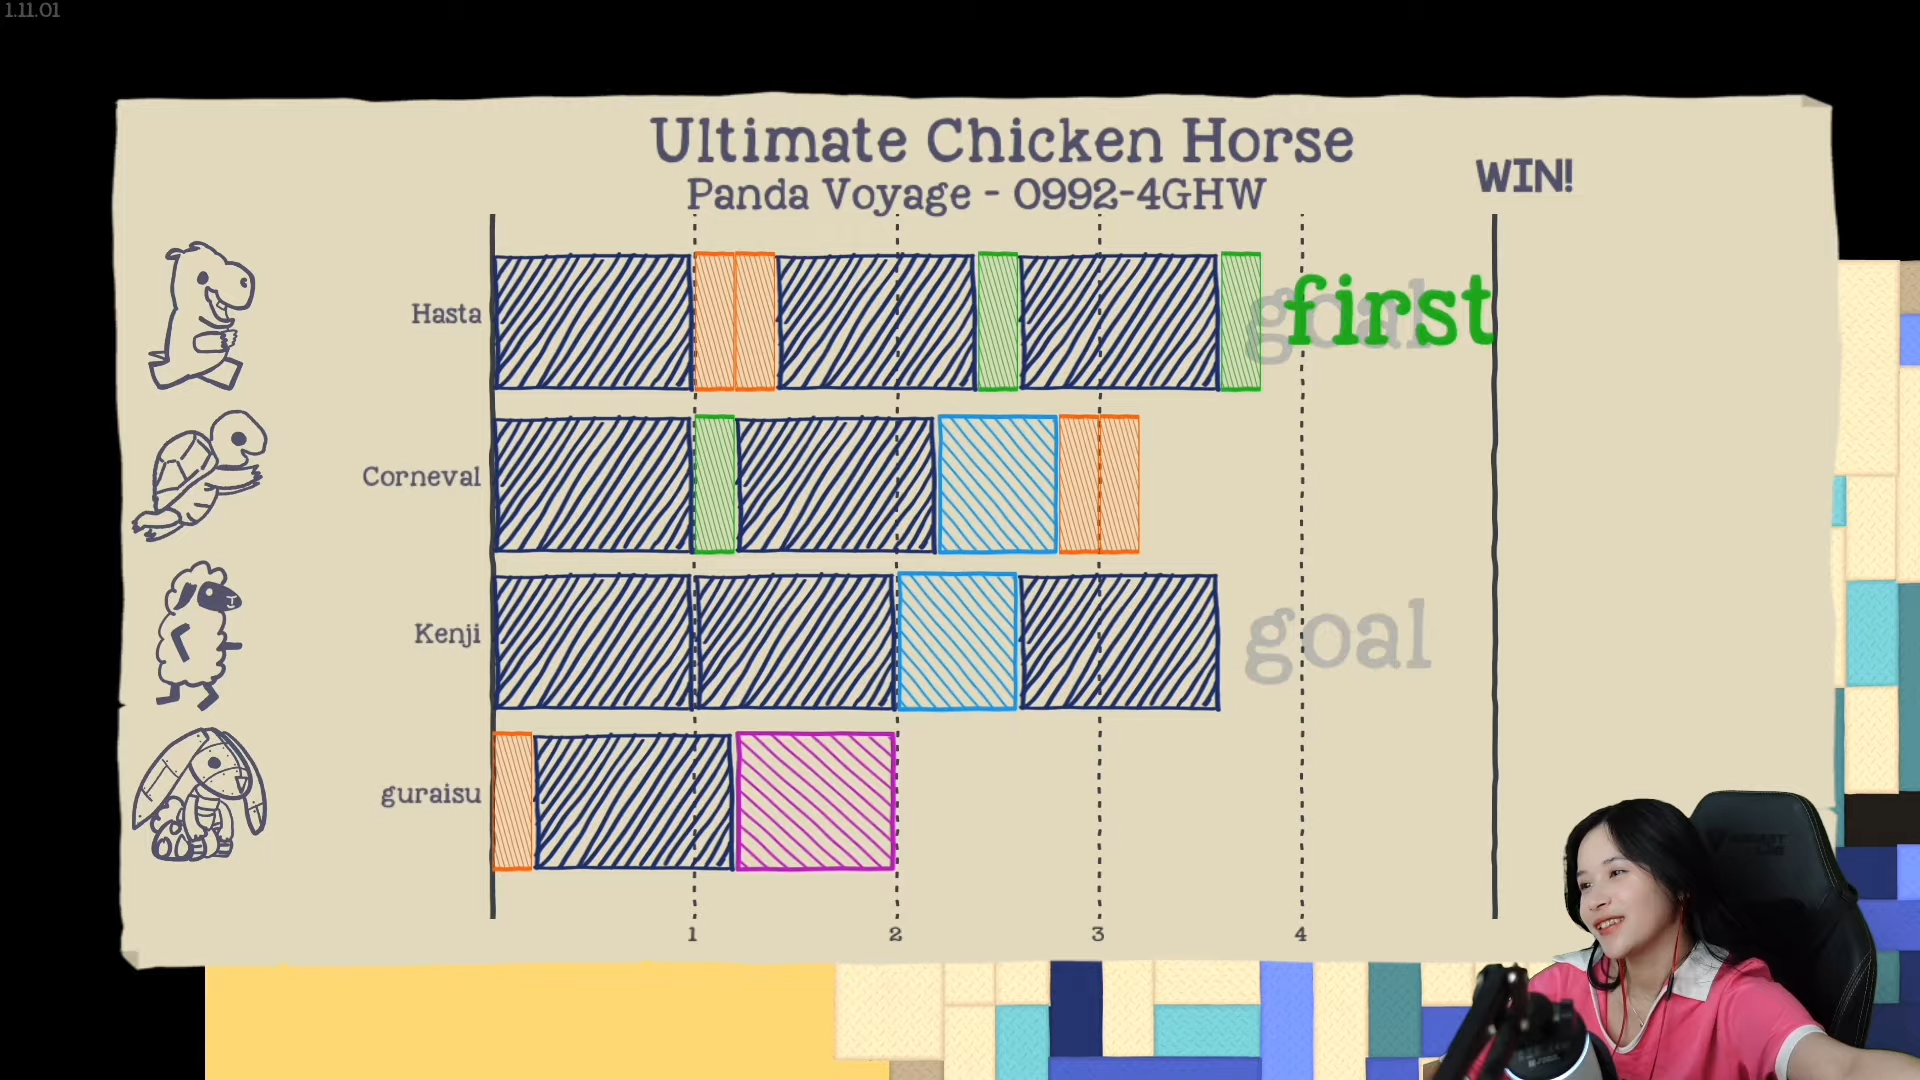 1.11.01
Ultimate Chicken Horse
WIN!
Panda Voyage - 0992-4GHW
Hasta
goal
first
Corneval
Kenji
goal
guraisu
1
2
3
4